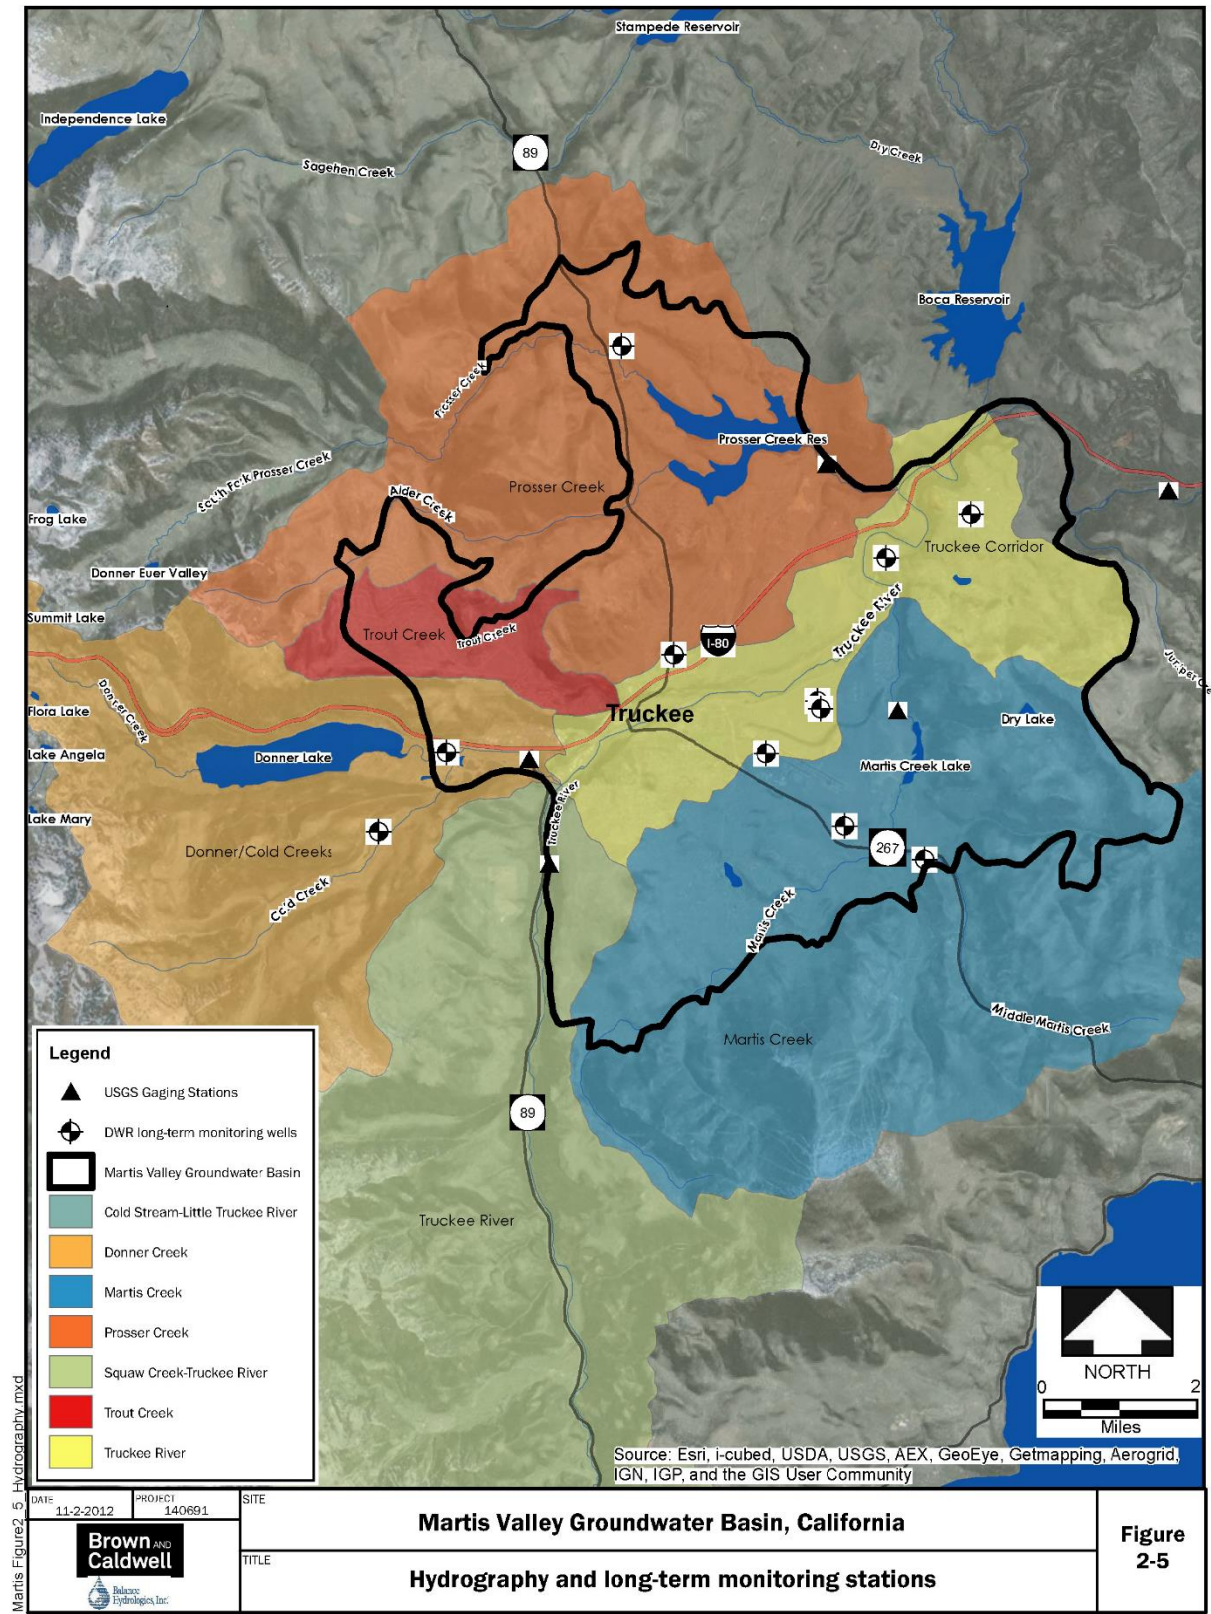 Stampede Reservoir
Independence Lake
89
Sagehen Creek
Dry Creek
Boca Reservoir
Prosser Creek
Prosser Creek Res
South Fork Prosser Creek
Alder Creek
Prosser Creek
Frog Lake
Truckee Corridor
Donner Euer Valley
Summit Lake
Trout Creek
Trout Creek
I-80
Truckee River
Donner Creek
Flora Lake
Truckee
Dry Lake
Lake Angela
Donner Lake
Martis Creek Lake
Truckee River
Lake Mary
Donner/Cold Creeks
267
Cold Creek
Martis Creek
Middle Martis Creek
Martis Creek
89
Truckee River
Legend
USGS Gaging Stations
DWR long-term monitoring wells
Martis Valley Groundwater Basin
Cold Stream-Little Truckee River
Donner Creek
Martis Creek
Prosser Creek
Squaw Creek-Truckee River
Trout Creek
Truckee River
NORTH
0 2
Miles
Source: Esri, i-cubed, USDA, USGS, AEX, GeoEye, Getmapping, Aerogrid,
IGN, IGP, and the GIS User Community
Martis Figure2_5_Hydrography.mxd
DATE
11-2-2012
PROJECT
140691
Brown AND
Caldwell
Balance
Hydrologics, Inc.
SITE
Martis Valley Groundwater Basin, California
TITLE
Hydrography and long-term monitoring stations
Figure
2-5